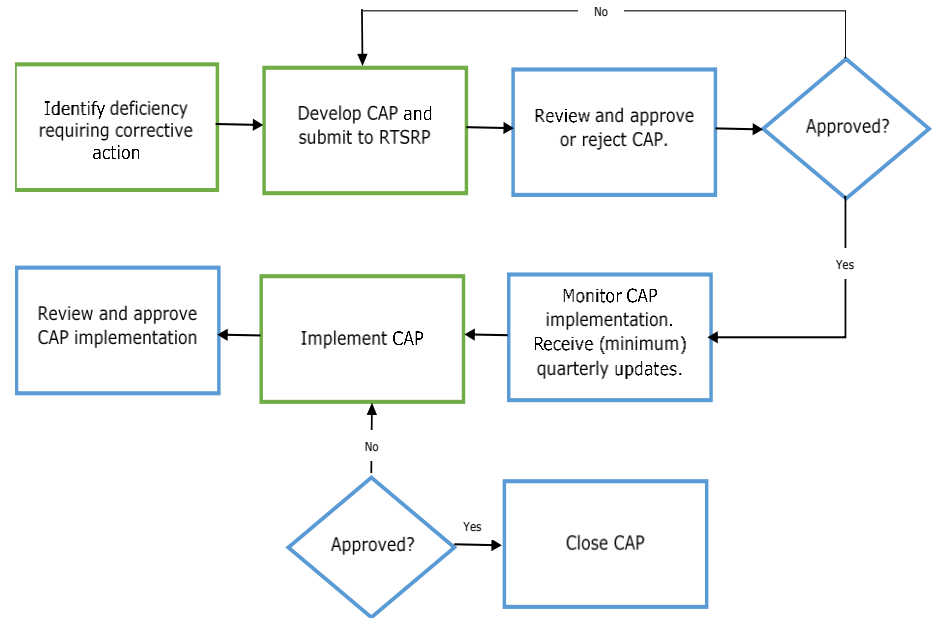 No
Identify deficiency
requiring corrective
action
Develop CAP and
submit to RTSRP
Review and approve
or reject CAP.
Approved?
Yes
Review and approve
CAP implementation
Implement CAP
Monitor CAP
implementation.
Receive (minimum)
quarterly updates.
No
Approved?
Yes
Close CAP